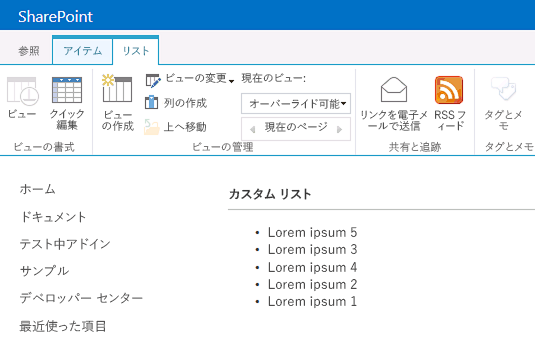 SharePoint
参照 アイテム リスト
ビューの変更 現在のビュー:
列の作成 オーバーライド可能
上へ移動 現在のページ
ビュー クイック編集 ビューの作成 リンクを電子メールで送信 RSS フィード タグとメモ
ビューの書式 ビューの管理 共有と追跡 タグとメモ
ホーム
ドキュメント
テスト中アドイン
サンプル
デベロッパー センター
最近使った項目
カスタム リスト
• Lorem ipsum 5
• Lorem ipsum 3
• Lorem ipsum 4
• Lorem ipsum 2
• Lorem ipsum 1